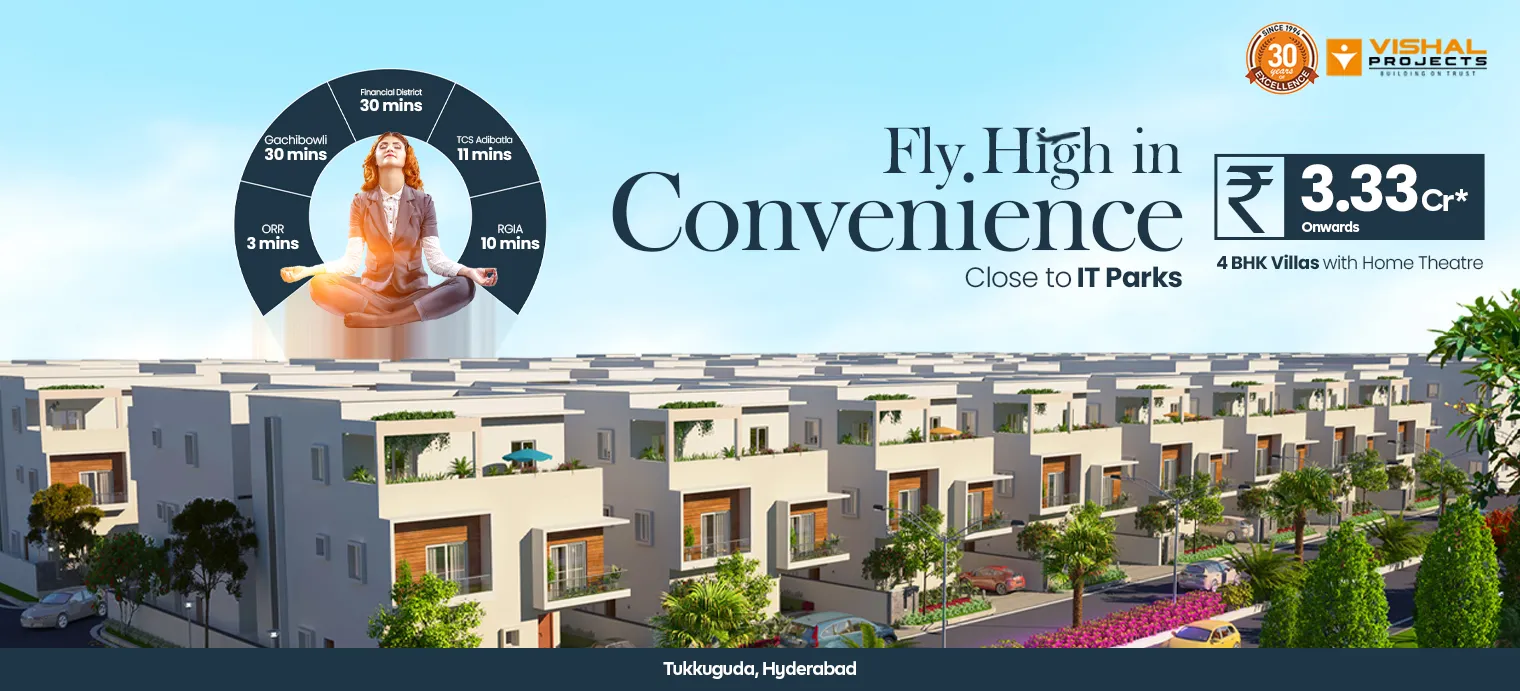 SINCE 1994
30
years
OF
EXCELLENCE
VISHAL
PROJECTS
BUILDING ON TRUST
Financial District
30 mins
Gachibowli
30 mins
TCS Adibatla
11 mins
ORR
3 mins
RGIA
10 mins
Fly High in
Convenience
Close to IT Parks
₹ 3.33 Cr*
Onwards
4 BHK Villas with Home Theatre
Tukkuguda, Hyderabad